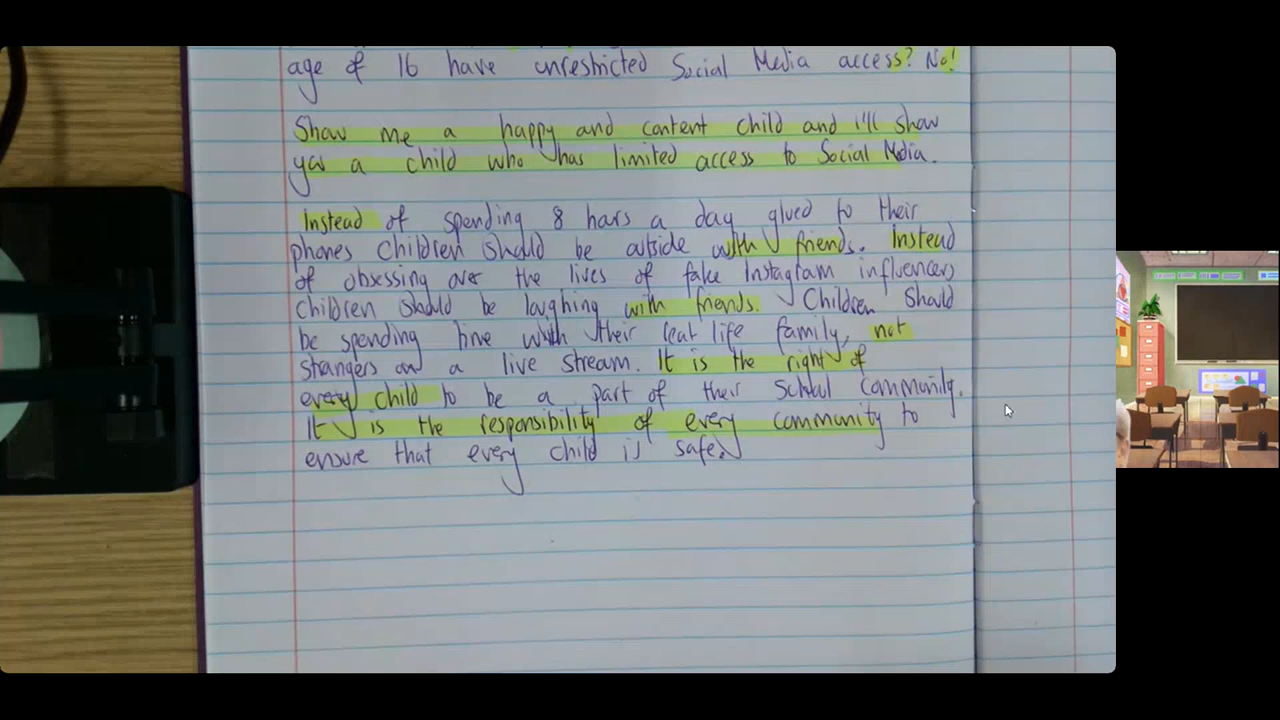 age of 16 have unrestricted Social Media access? No!
Show me a happy and content child and i'll show
you a child who has limited access to Social Media.
Instead of spending 8 hours a day glued to their
phones children should be outside with friends. Instead
of obsessing over the lives of fake Instagram influencers
children should be laughing with friends. Children should
be spending time with their real life family, not
strangers on a live stream. It is the right of
every child to be a part of their school community.
It is the responsibility of every community to
ensure that every child is safe.